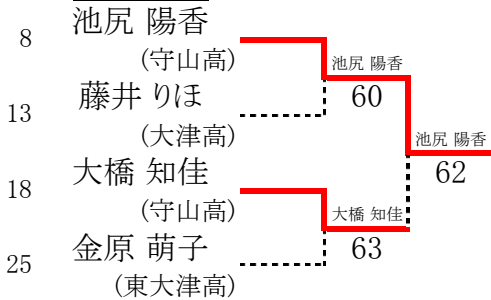 池尻 陽香
8
(守山高)
池尻 陽香
藤井 りほ
60
13
(大津高)
池尻 陽香
大橋 知佳
62
18
(守山高)
大橋 知佳
金原 萌子
63
25
(東大津高)